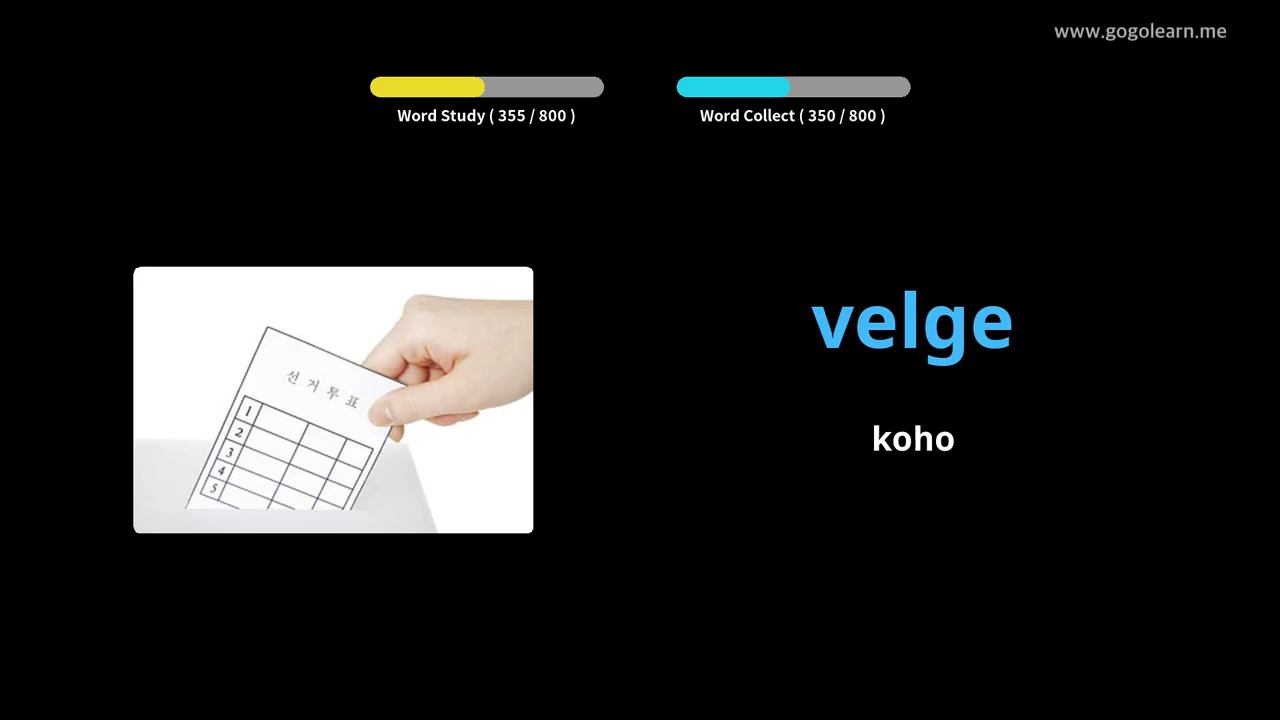 www.gogolearn.me
Word Study ( 355 / 800 )
Word Collect ( 350 / 800 )
선거투표
1
2
3
4
5
velge
koho